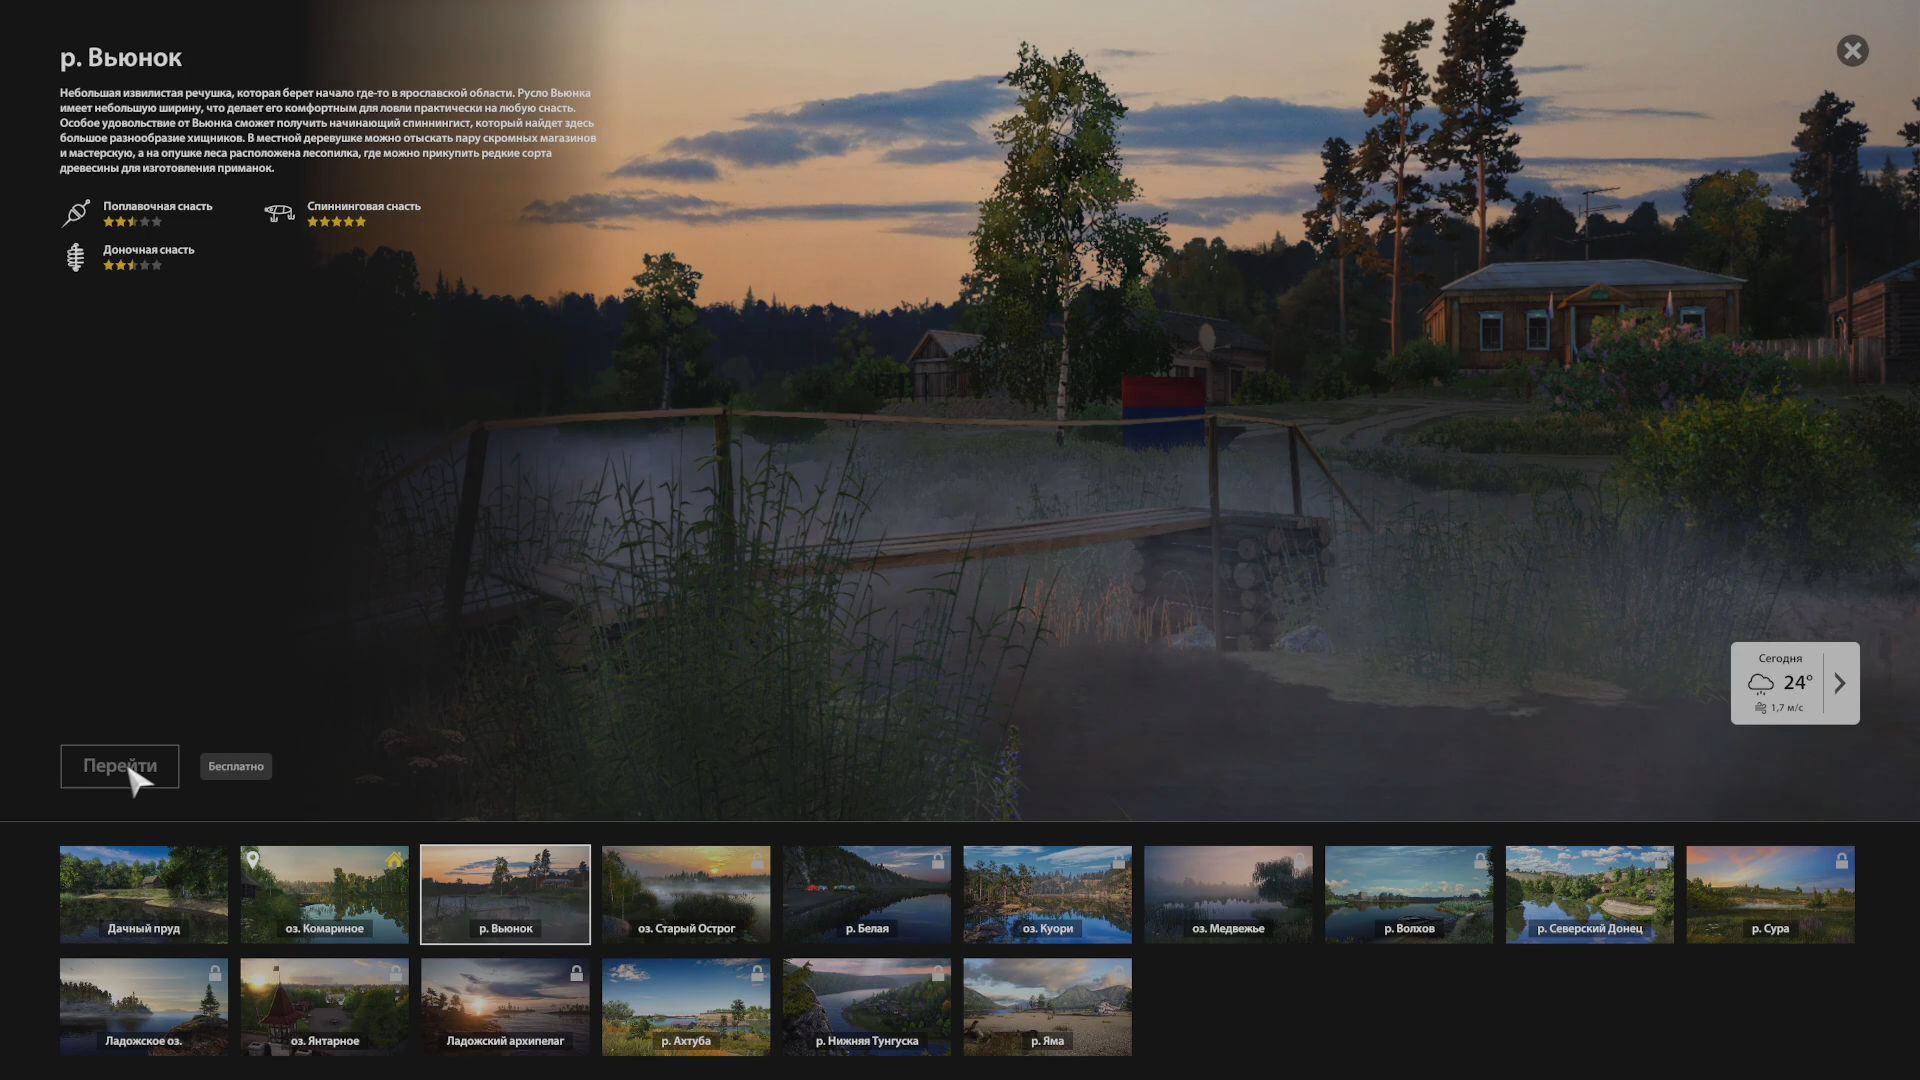 р. Вьюнок
Небольшая извилистая речушка, которая берет начало где-то в ярославской области. Русло Вьюнка
имеет небольшую ширину, что делает его комфортным для ловли практически на любую снасть.
Особое удовольствие от Вьюнка сможет получить начинающий спиннингист, который найдет здесь
большое разнообразие хищников. В местной деревушке можно отыскать пару скромных магазинов
и мастерскую, а на опушке леса расположена лесопилка, где можно прикупить редкие сорта
древесины для изготовления приманок.
Поплавочная снасть
Спиннинговая снасть
Доночная снасть
Сегодня
24°
1,7 м/с
Перейти
Бесплатно
Дачный пруд
оз. Комариное
р. Вьюнок
оз. Старый Острог
р. Белая
оз. Куори
оз. Медвежье
р. Волхов
р. Северский Донец
р. Сура
Ладожское оз.
оз. Янтарное
Ладожский архипелаг
р. Ахтуба
р. Нижняя Тунгуска
р. Яма